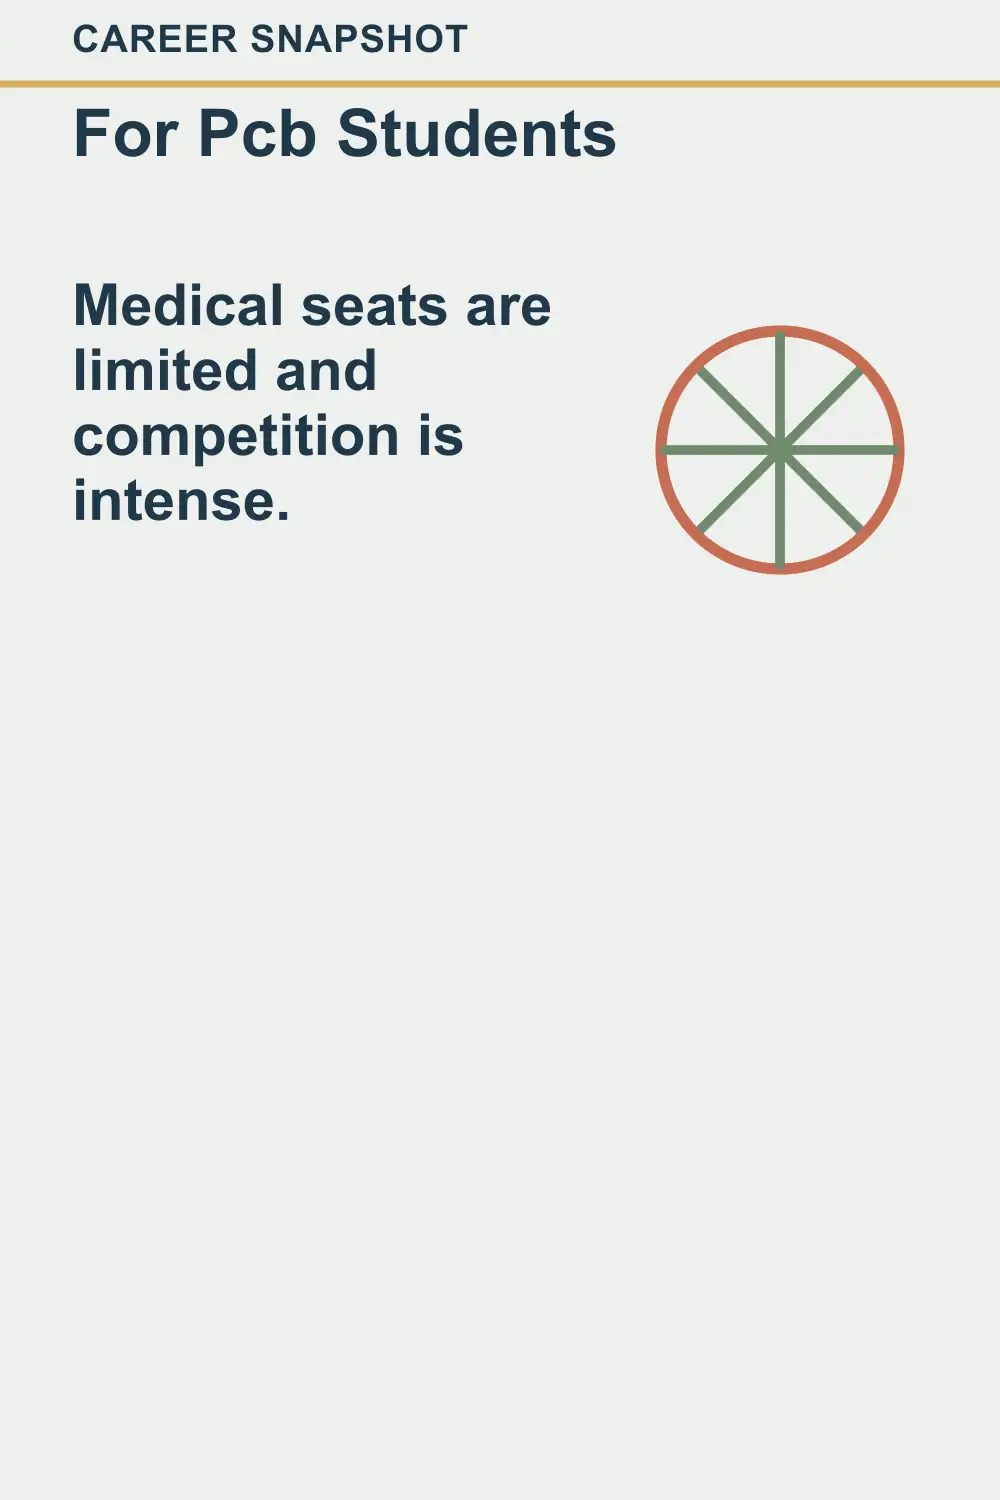 CAREER SNAPSHOT
For Pcb Students
Medical seats are
limited and
competition is
intense.